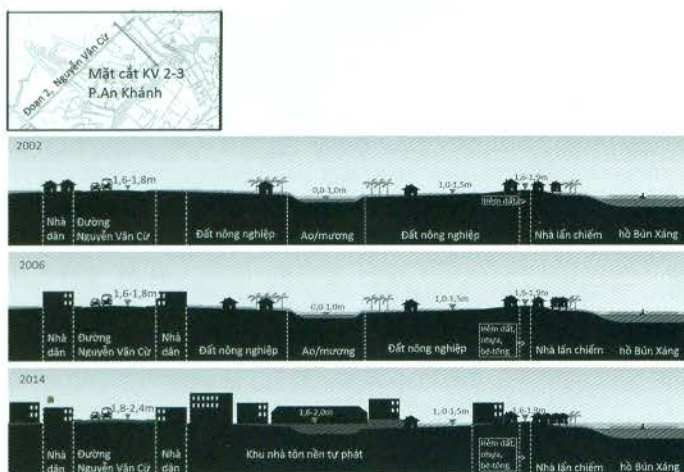 Đoạn 2, Nguyễn Văn Cừ
Mặt cắt KV 2-3
P.An Khánh
2002
1,6-1,8m
0,0-1,0m
1,0-1,5m
1,6-1,9m
Hẻm đất
Nhà dân
Đường Nguyễn Văn Cừ
Đất nông nghiệp
Ao/mương
Đất nông nghiệp
Nhà lấn chiếm
hồ Bún Xáng
2006
1,6-1,8m
0,0-1,0m
1,0-1,5m
1,6-1,9m
Hẻm đất, nhựa, bê-tông
Nhà dân
Đường Nguyễn Văn Cừ
Nhà dân
Đất nông nghiệp
Ao/mương
Đất nông nghiệp
Nhà lấn chiếm
hồ Bún Xáng
2014
1,8-2,4m
1,6-2,0m
1,0-1,5m
1,6-1,9m
Hẻm đất, nhựa, bê-tông
Nhà dân
Đường Nguyễn Văn Cừ
Nhà dân
Khu nhà tôn nền tự phát
Nhà lấn chiếm
hồ Bún Xáng